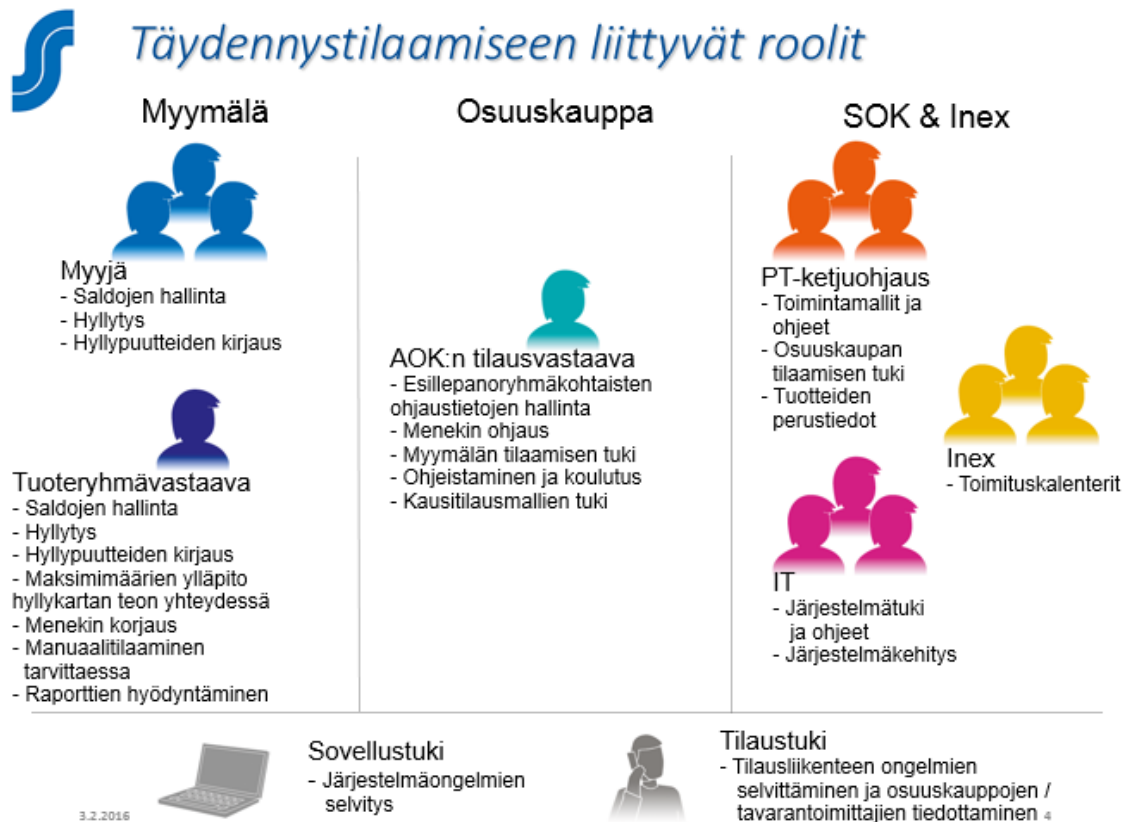 Täydennystilaamiseen liittyvät roolit
Myymälä
Myyjä
- Saldojen hallinta
- Hyllytys
- Hyllypuutteiden kirjaus
Tuoteryhmävastaava
- Saldojen hallinta
- Hyllytys
- Hyllypuutteiden kirjaus
- Maksimimäärien ylläpito
hyllykartan teon yhteydessä
- Menekin korjaus
- Manuaalitilaaminen
tarvittaessa
- Raporttien hyödyntäminen
Osuuskauppa
AOK:n tilausvastaava
- Esillepanoryhmäkohtaisten
ohjaustietojen hallinta
- Menekin ohjaus
- Myymälän tilaamisen tuki
- Ohjeistaminen ja koulutus
- Kausitilausmallien tuki
SOK & Inex
PT-ketjuohjaus
- Toimintamallit ja
ohjeet
- Osuuskaupan
tilaamisen tuki
- Tuotteiden
perustiedot
Inex
- Toimituskalenterit
IT
- Järjestelmätuki
ja ohjeet
- Järjestelmäkehitys
Sovellustuki
- Järjestelmäongelmien
selvitys
Tilaustuki
- Tilausliikenteen ongelmien
selvittäminen ja osuuskauppojen /
tavarantoimittajien tiedottaminen
3.2.2016
4